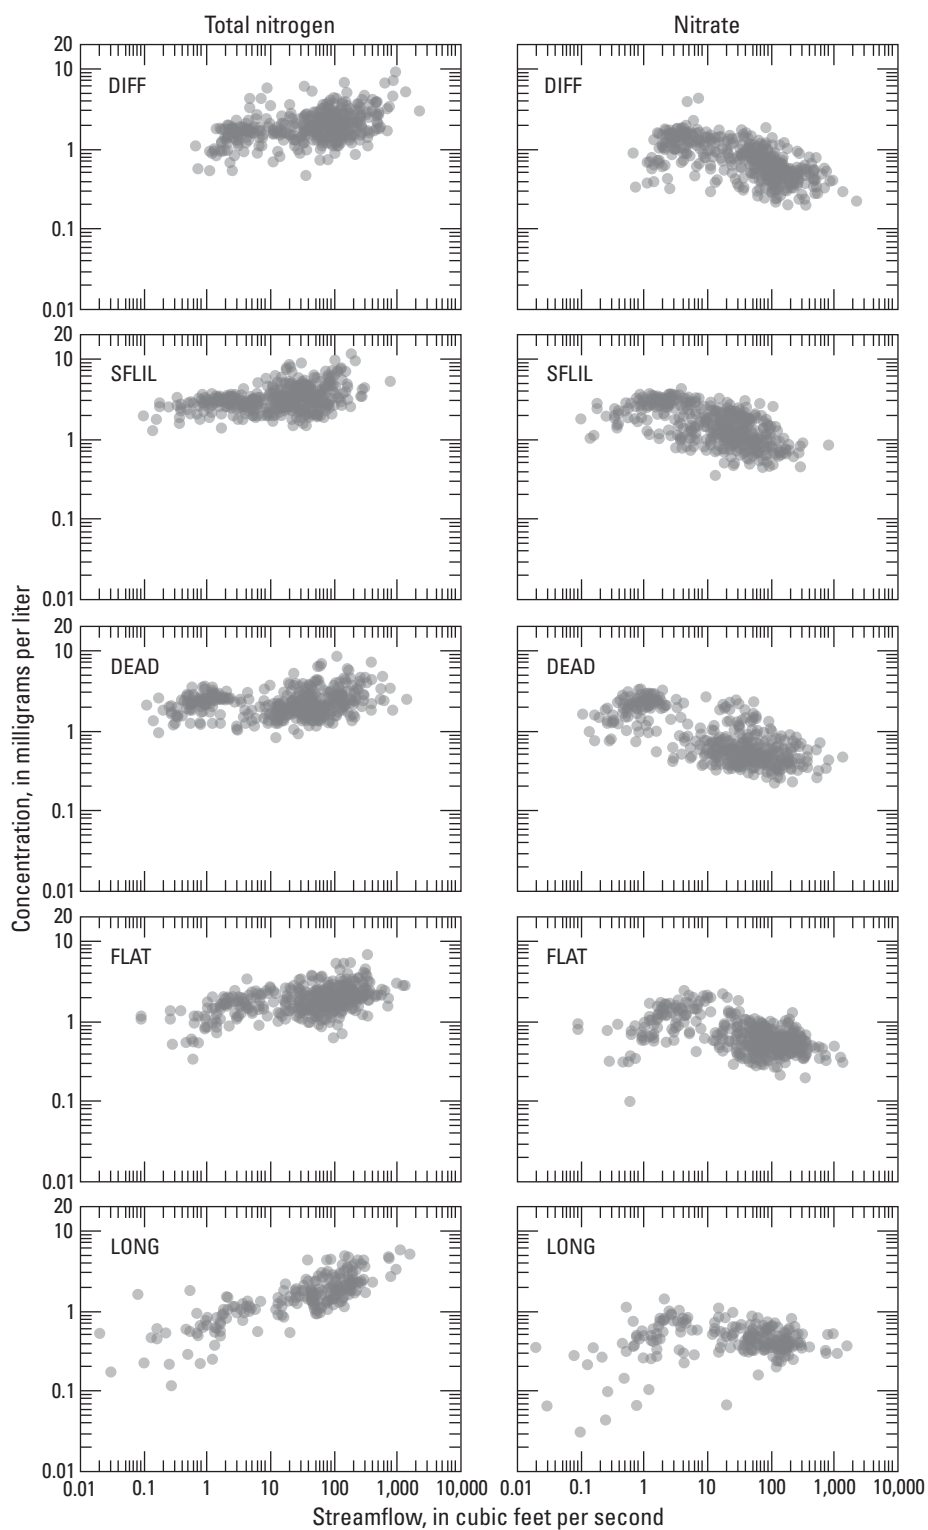 Total nitrogen
Nitrate
20
10
1
0.1
0.01
DIFF
DIFF
20
10
1
0.1
0.01
SFLIL
SFLIL
20
10
1
0.1
0.01
DEAD
DEAD
20
10
1
0.1
0.01
FLAT
FLAT
20
10
1
0.1
0.01
LONG
LONG
0.01 0.1 1 10 100 1,000 10,000
0.01 0.1 1 10 100 1,000 10,000
Concentration, in milligrams per liter
Streamflow, in cubic feet per second